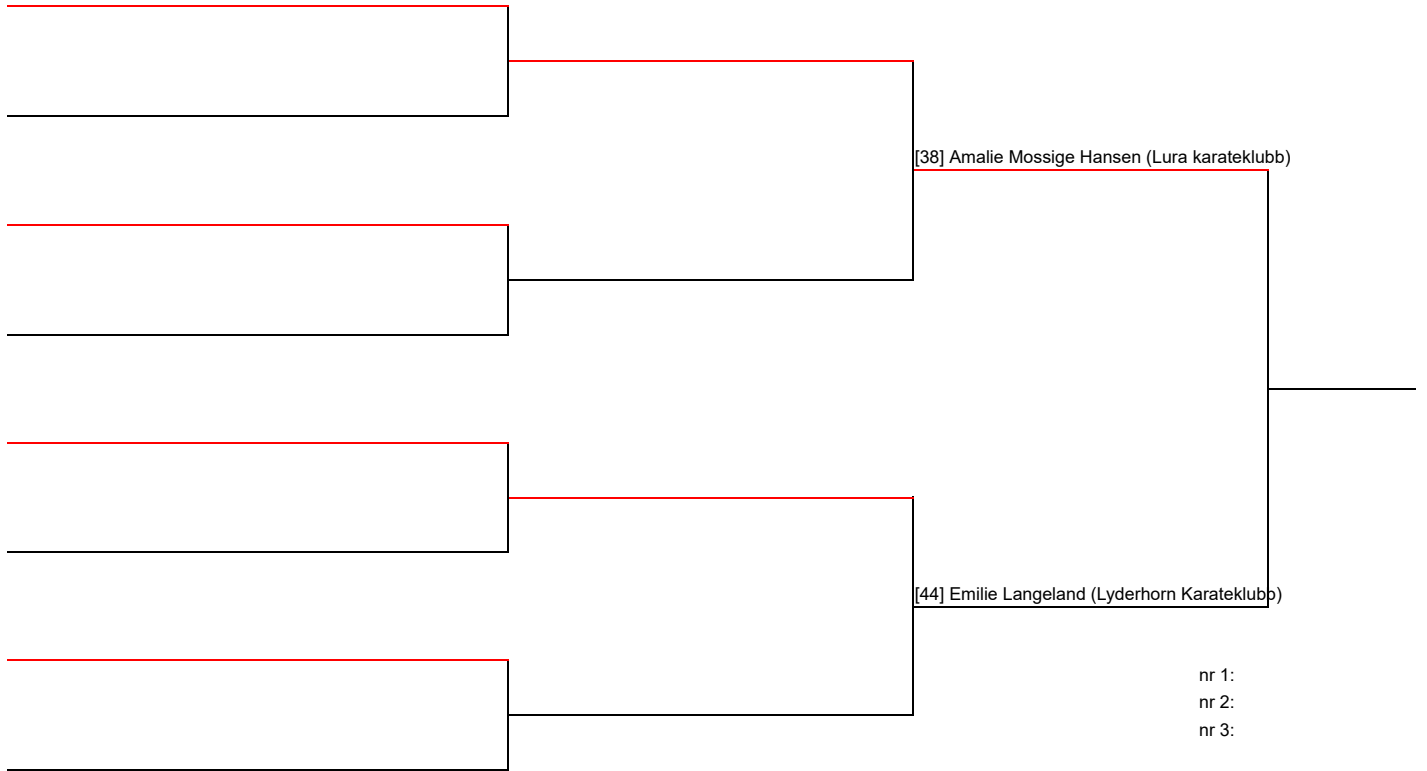 [38] Amalie Mossige Hansen (Lura karateklubb)
[44] Emilie Langeland (Lyderhorn Karateklubb)
nr 1:
nr 2:
nr 3: